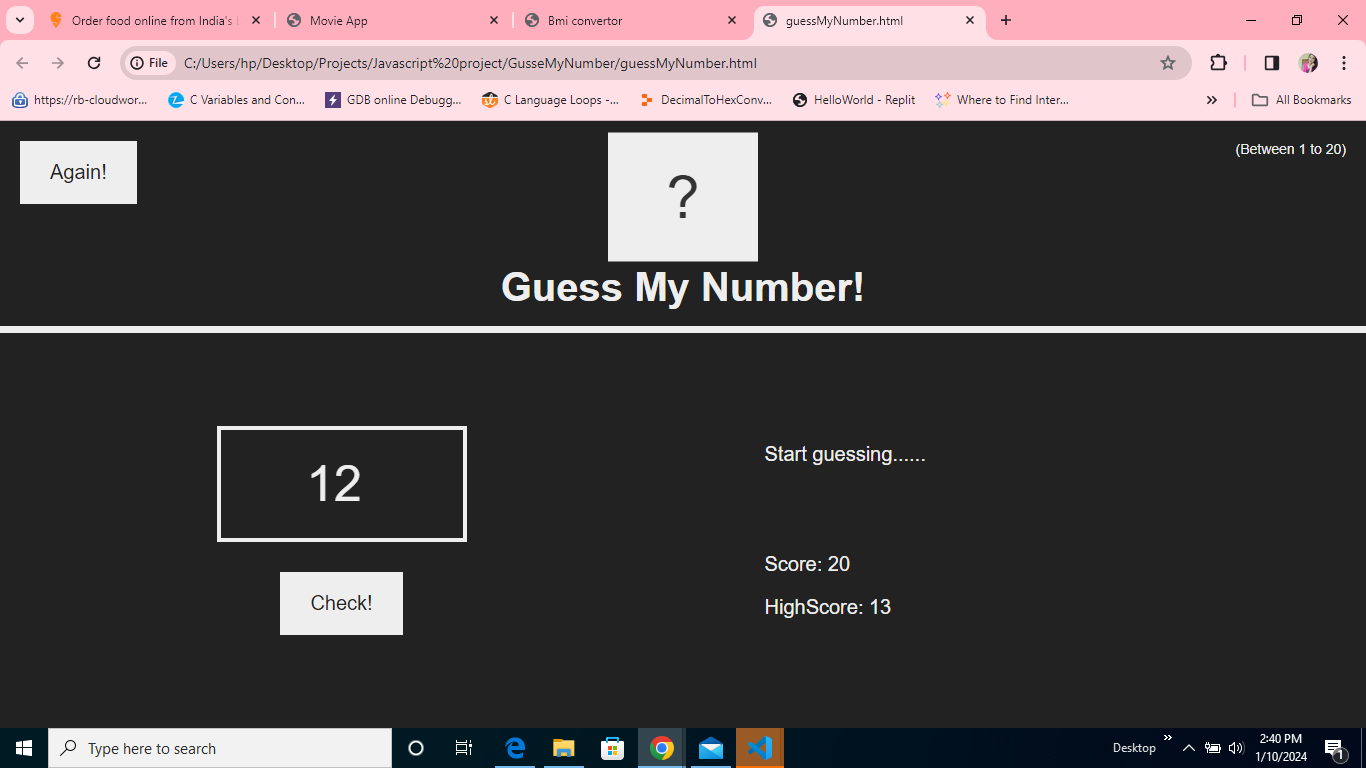 Order food online from India's
Movie App
Bmi convertor
guessMyNumber.html
File
C:/Users/hp/Desktop/Projects/Javascript%20project/GusseMyNumber/guessMyNumber.html
https://rb-cloudwor...
C Variables and Con...
GDB online Debugg...
C Language Loops -...
DecimalToHexConv...
HelloWorld - Replit
Where to Find Inter...
All Bookmarks
Again!
?
(Between 1 to 20)
Guess My Number!
12
Start guessing......
Score: 20
Check!
HighScore: 13
Type here to search
Desktop
2:40 PM
1/10/2024
1